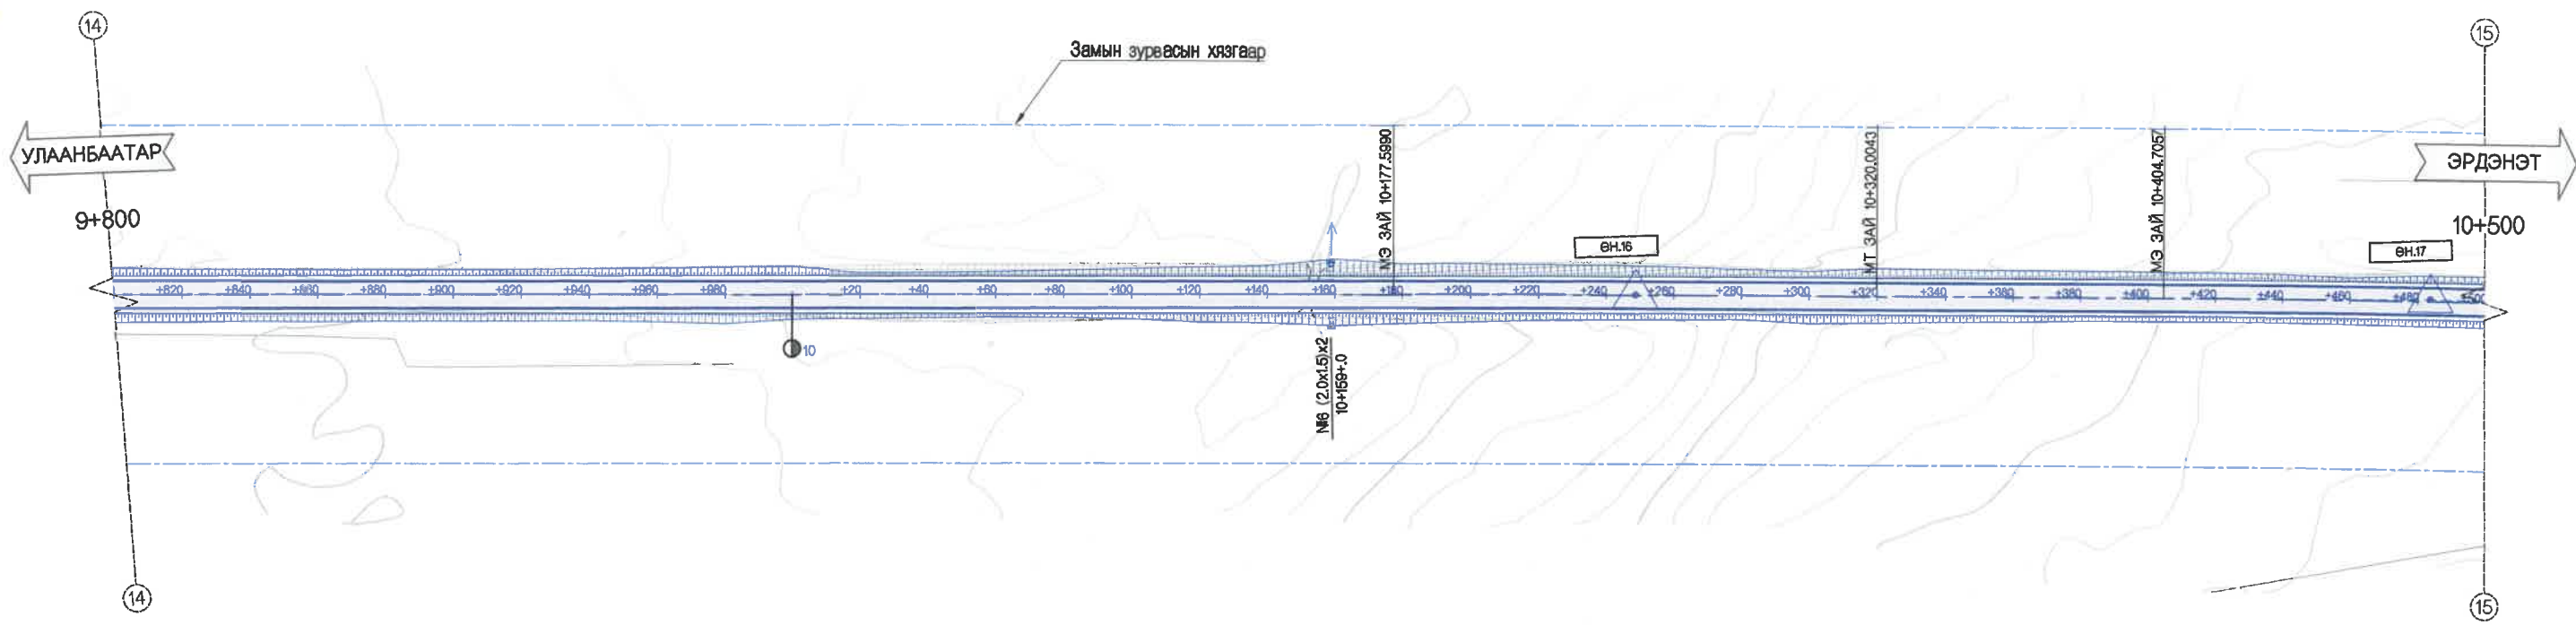 14
15
Замын зурвасын хязгаар
УЛААНБААТАР
ЭРДЭНЭТ
9+800
10+500
МЭ ЗАЙ 10+177.5990
МТ ЗАЙ 10+320.0043
МЭ ЗАЙ 10+404.7057
ӨН.16
ӨН.17
+820 +840 +860 +880 +900 +920 +940 +960 +980 +20 +40 +60 +80 +100 +120 +140 +160 +180 +200 +220 +240 +260 +280 +300 +320 +340 +360 +380 +400 +420 +440 +460 +480 +500
10
№16 (2.0x1.5)x2
10+159+.0
14
15